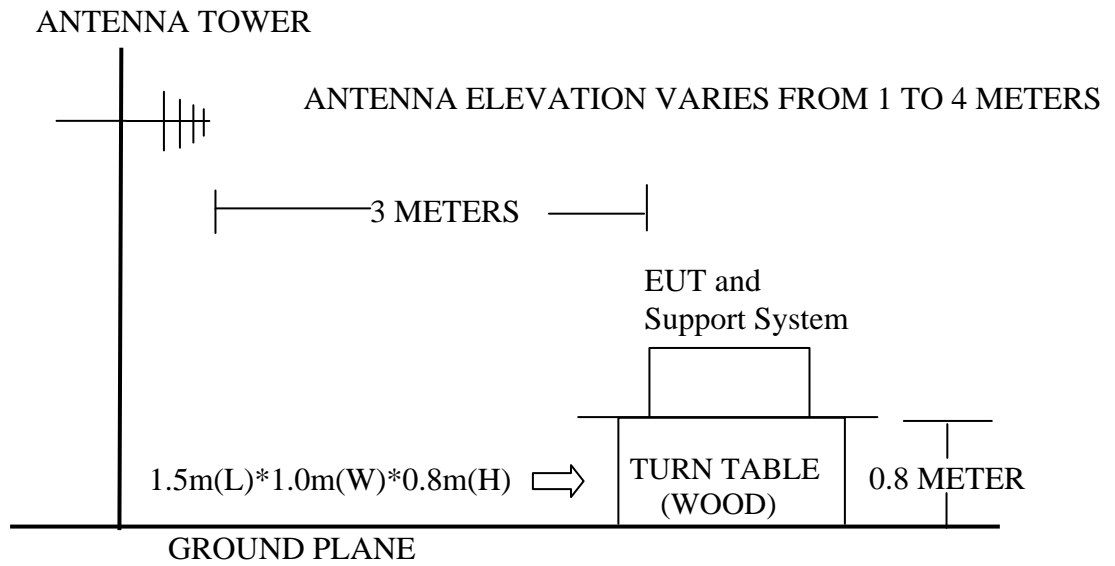 ANTENNA TOWER
ANTENNA ELEVATION VARIES FROM 1 TO 4 METERS
3 METERS
EUT and
Support System
1.5m(L)*1.0m(W)*0.8m(H)
TURN TABLE
(WOOD)
0.8 METER
GROUND PLANE